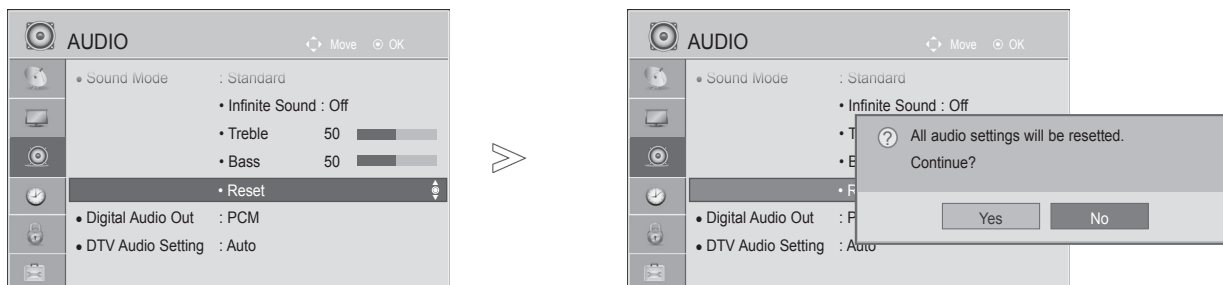 AUDIO
Move OK
• Sound Mode : Standard
• Infinite Sound : Off
• Treble 50
• Bass 50
• Reset
• Digital Audio Out : PCM
• DTV Audio Setting : Auto
AUDIO
Move OK
• Sound Mode : Standard
• Infinite Sound : Off
• T
• B
• R
• Digital Audio Out : P
• DTV Audio Setting : Auto
? All audio settings will be resetted.
Continue?
Yes No